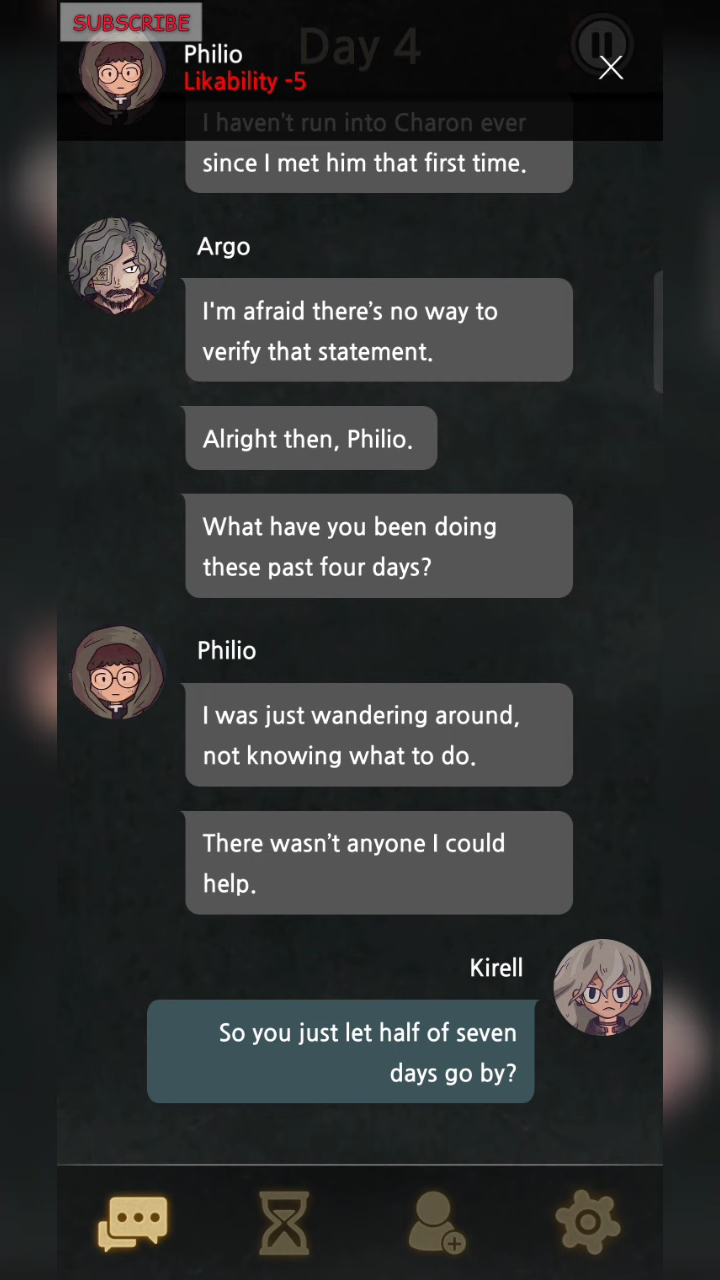 SUBSCRIBE
Philio
Likability -5
Day 4
I haven't run into Charon ever
since I met him that first time.
Argo
I'm afraid there's no way to
verify that statement.
Alright then, Philio.
What have you been doing
these past four days?
Philio
I was just wandering around,
not knowing what to do.
There wasn't anyone I could
help.
Kirell
So you just let half of seven
days go by?